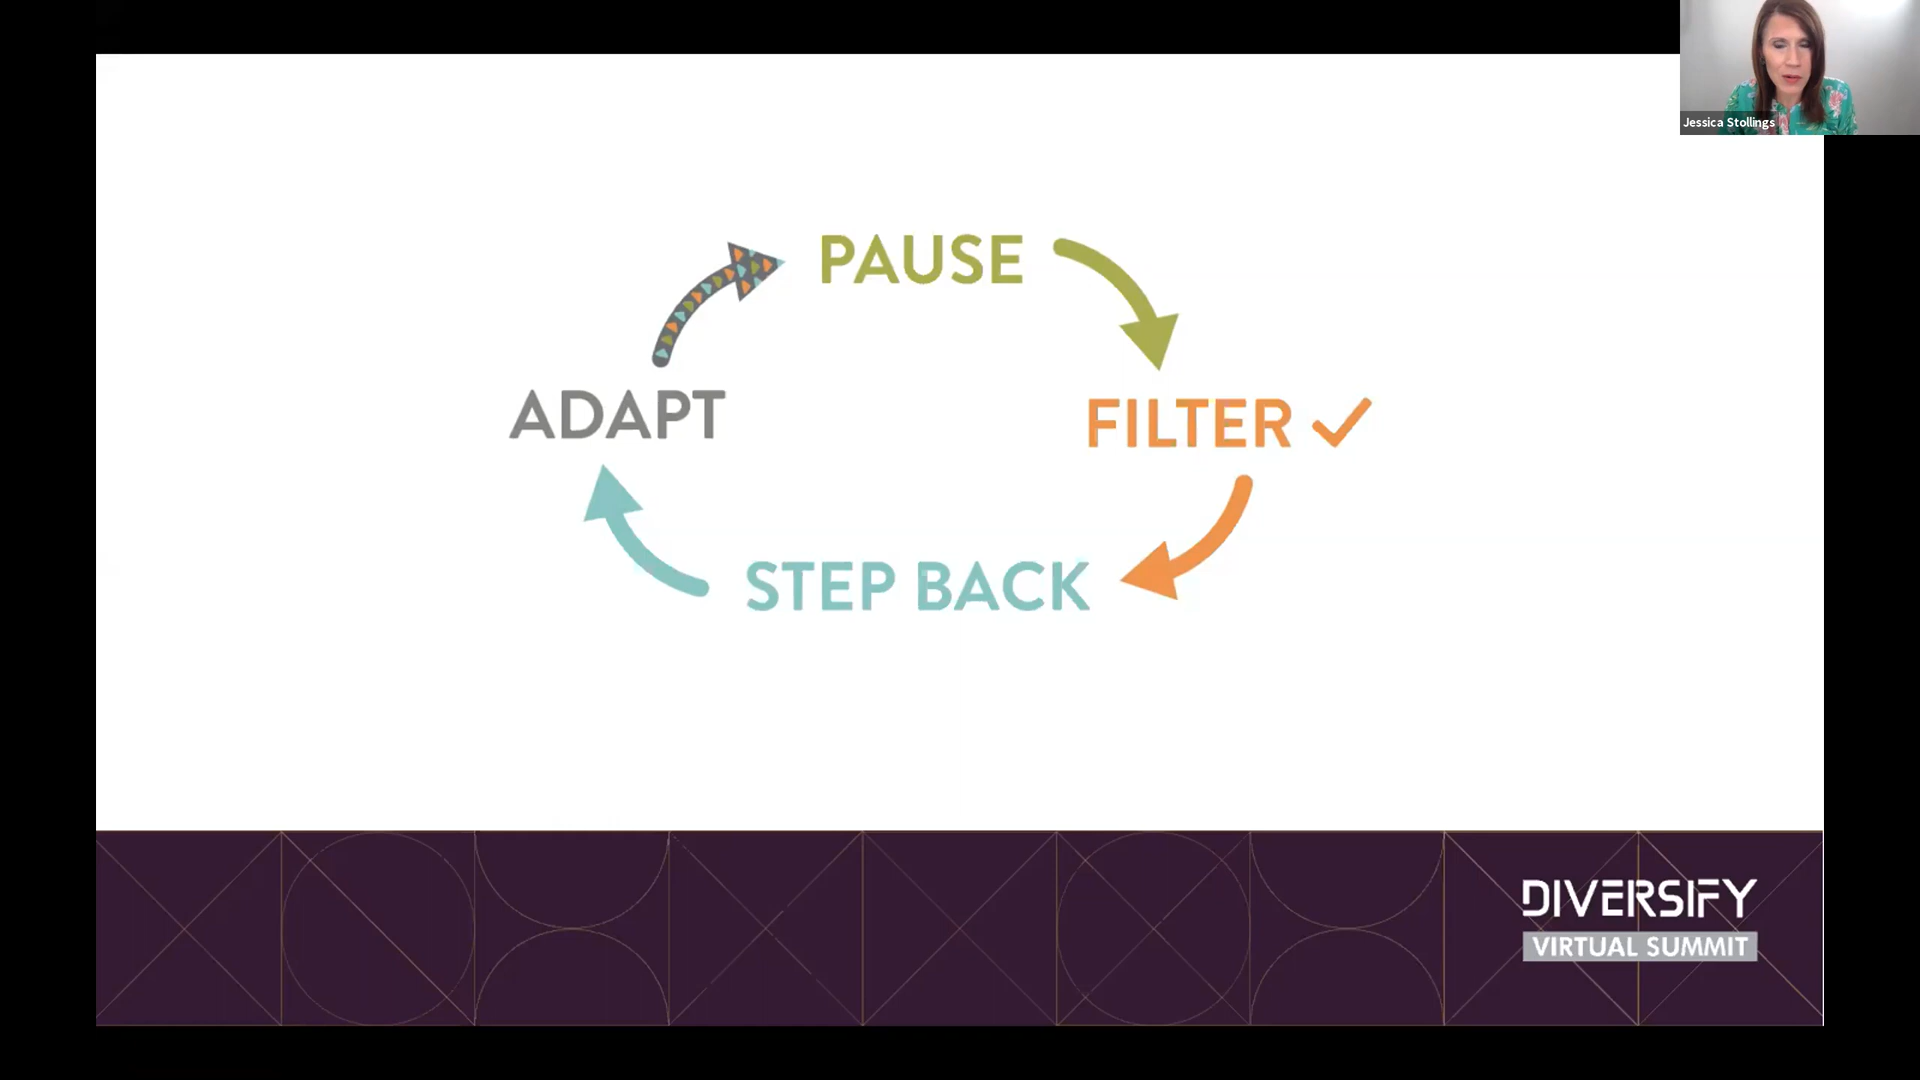 Jessica Stollings
PAUSE
ADAPT
FILTER ✓
STEP BACK
DIVERSIFY
VIRTUAL SUMMIT